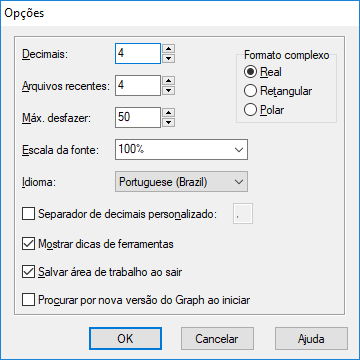 Opções
Decimais: 4
Formato complexo
Real
Arquivos recentes: 4
Retangular
Máx. desfazer: 50
Polar
Escala da fonte: 100%
Idioma: Portuguese (Brazil)
Separador de decimais personalizado: .
Mostrar dicas de ferramentas
Salvar área de trabalho ao sair
Procurar por nova versão do Graph ao iniciar
OK Cancelar Ajuda